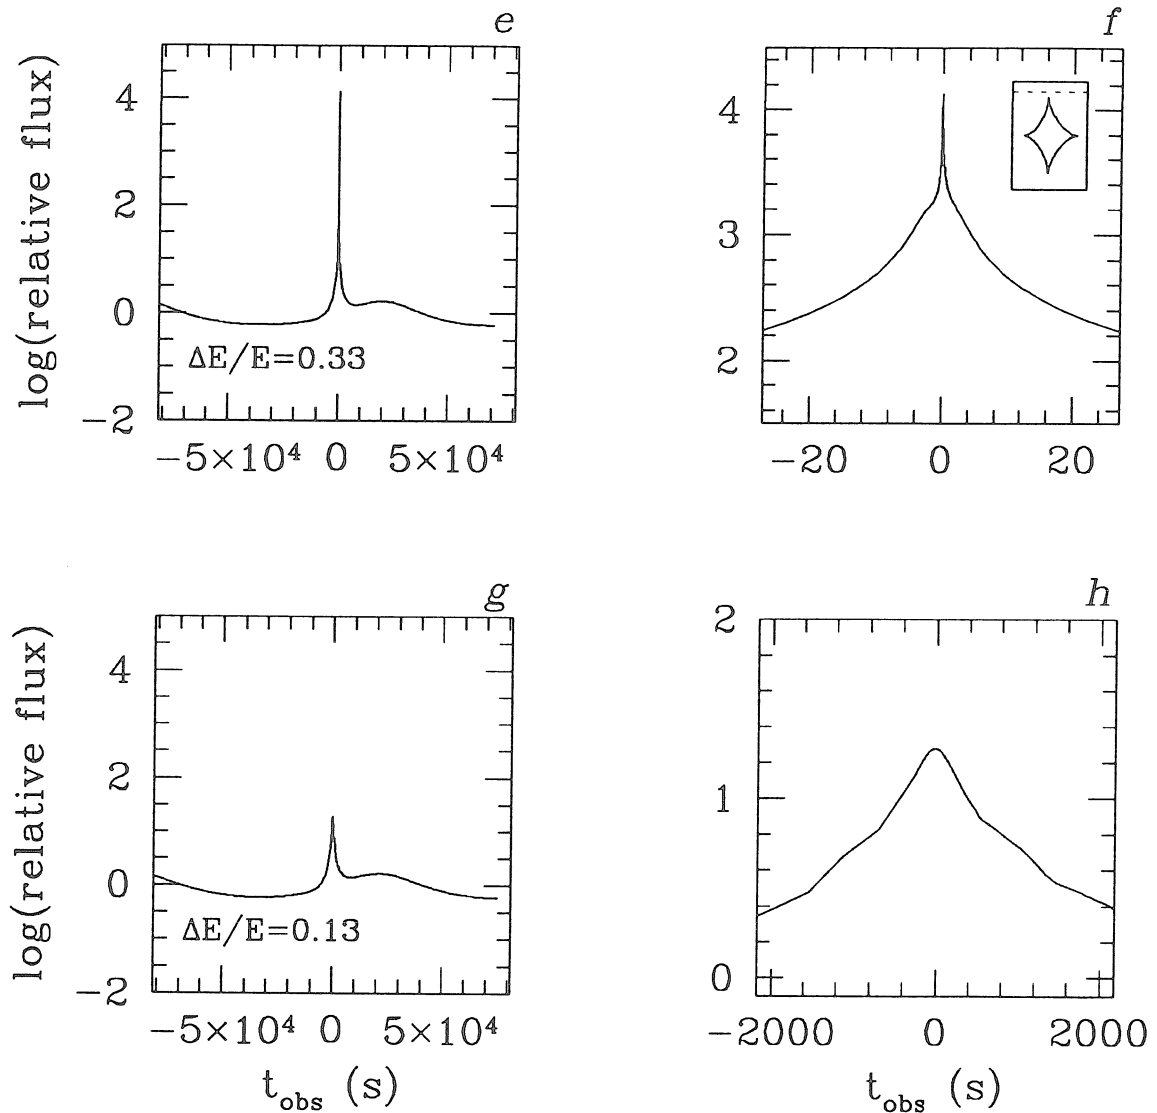 e
log(relative flux)
4
2
0
−2
ΔE/E=0.33
−5×10⁴ 0 5×10⁴
f
4
3
2
−20 0 20
g
log(relative flux)
4
2
0
−2
ΔE/E=0.13
−5×10⁴ 0 5×10⁴
t_obs (s)
h
2
1
0
−2000 0 2000
t_obs (s)